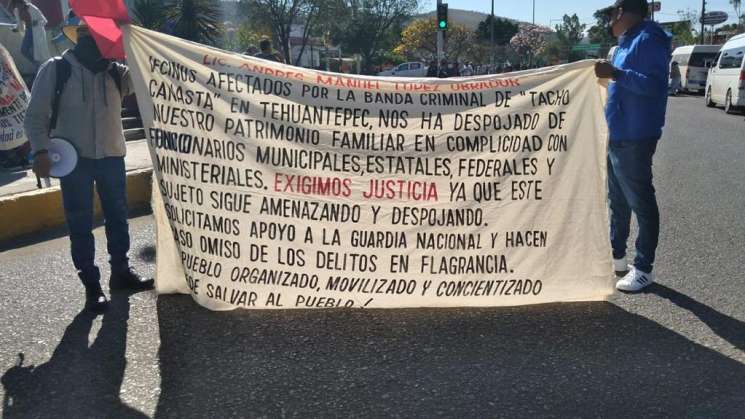 LIC. ANDRES MANUEL LOPEZ OBRADOR
VECINOS AFECTADOS POR LA BANDA CRIMINAL DE "TACHO
CAXASTA" EN TEHUANTEPEC, NOS HA DESPOJADO DE
NUESTRO PATRIMONIO FAMILIAR EN COMPLICIDAD CON
FUNCIONARIOS MUNICIPALES, ESTATALES, FEDERALES Y
MINISTERIALES. EXIGIMOS JUSTICIA YA QUE ESTE
SUJETO SIGUE AMENAZANDO Y DESPOJANDO.
SOLICITAMOS APOYO A LA GUARDIA NACIONAL Y HACEN
CASO OMISO DE LOS DELITOS EN FLAGRANCIA.
PUEBLO ORGANIZADO, MOVILIZADO Y CONCIENTIZADO
DE SALVAR AL PUEBLO!